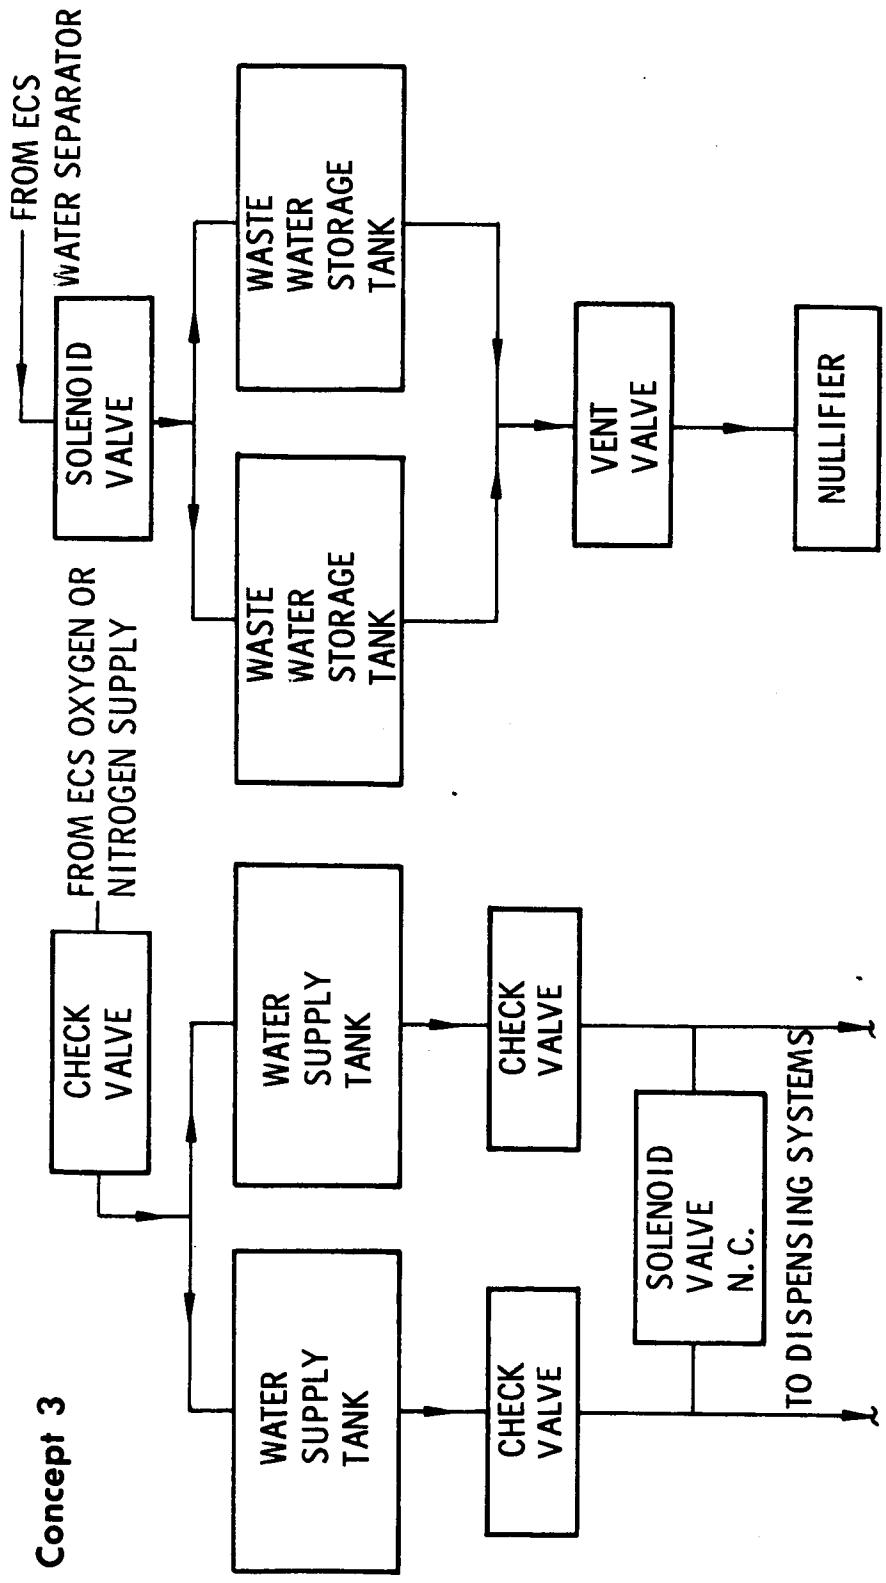 Concept 3
FROM ECS OXYGEN OR
NITROGEN SUPPLY
CHECK
VALVE
WATER
SUPPLY
TANK
WATER
SUPPLY
TANK
CHECK
VALVE
CHECK
VALVE
SOLENOID
VALVE
N.C.
TO DISPENSING SYSTEMS
FROM ECS
WATER SEPARATOR
SOLENOID
VALVE
WASTE
WATER
STORAGE
TANK
WASTE
WATER
STORAGE
TANK
VENT
VALVE
NULLIFIER